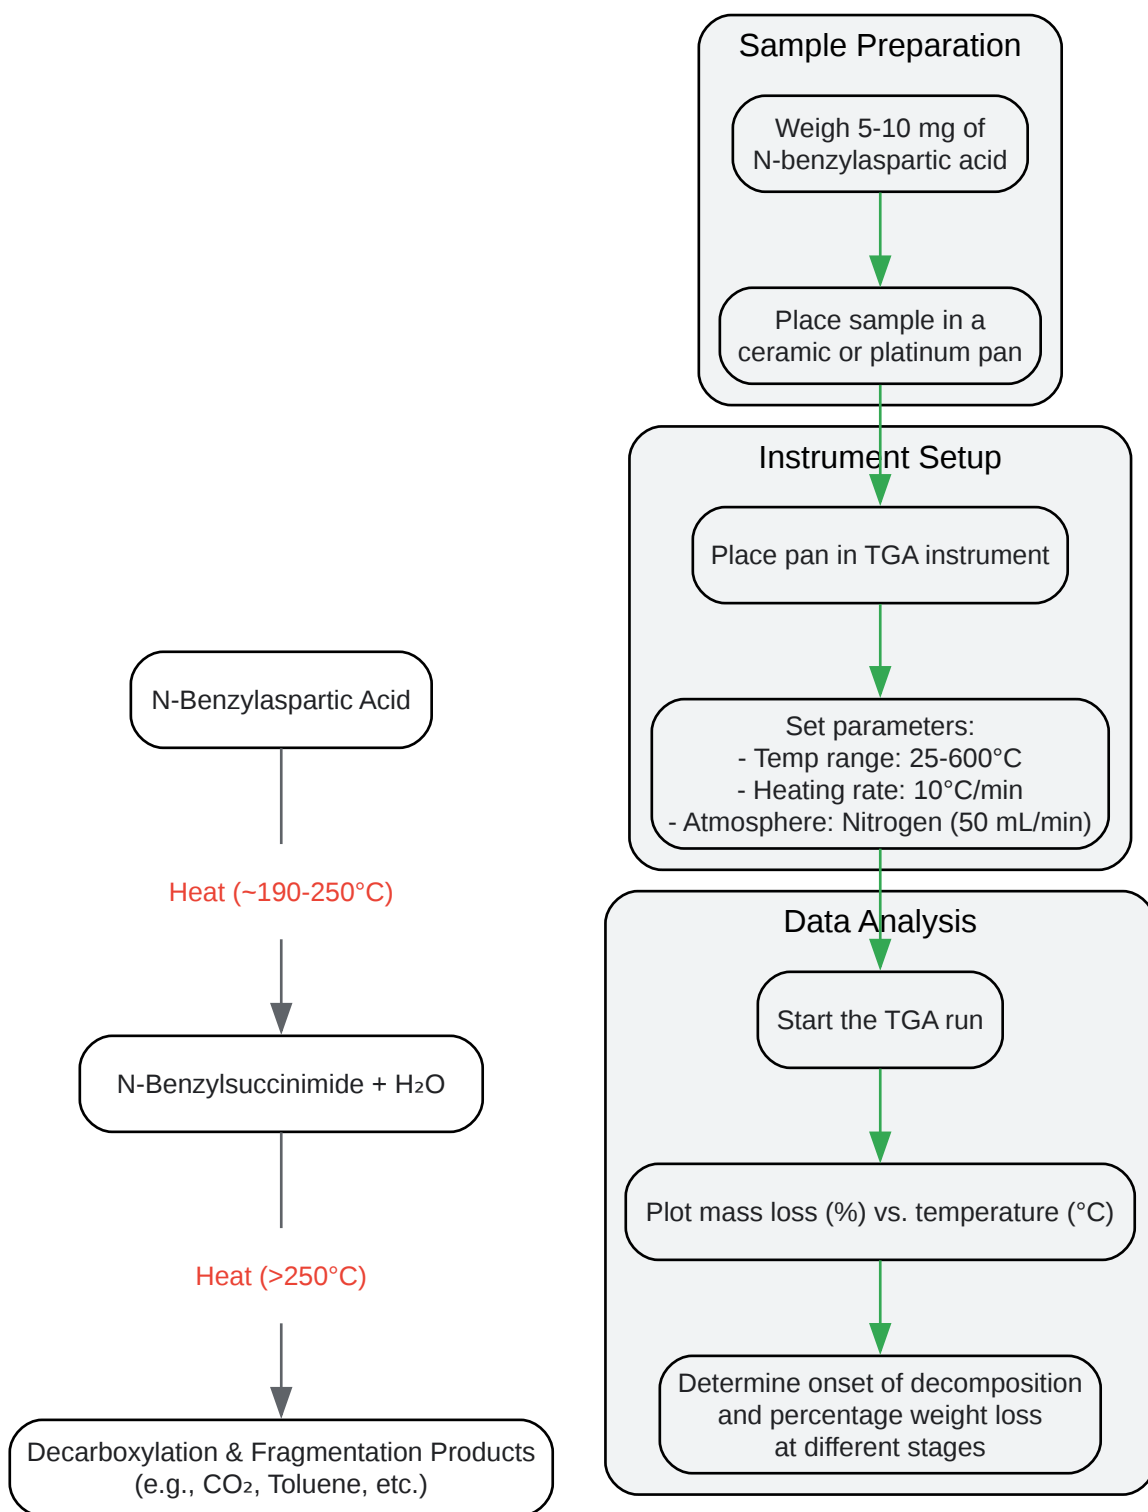 Sample Preparation
Weigh 5-10 mg of
N-benzylaspartic acid
Place sample in a
ceramic or platinum pan
Instrument Setup
Place pan in TGA instrument
Set parameters:
- Temp range: 25-600°C
- Heating rate: 10°C/min
- Atmosphere: Nitrogen (50 mL/min)
Data Analysis
Start the TGA run
Plot mass loss (%) vs. temperature (°C)
Determine onset of decomposition
and percentage weight loss
at different stages
N-Benzylaspartic Acid
Heat (~190-250°C)
N-Benzylsuccinimide + H₂O
Heat (>250°C)
Decarboxylation & Fragmentation Products
(e.g., CO₂, Toluene, etc.)